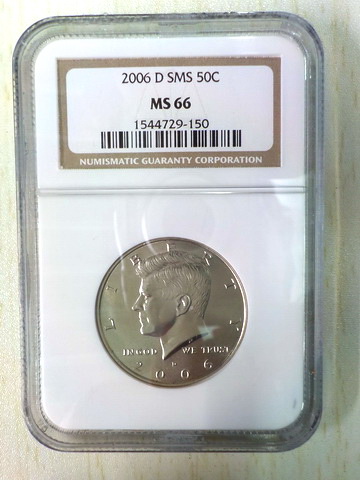 2006 D SMS 50C
MS 66
1544729-150
NUMISMATIC GUARANTY CORPORATION
LIBERTY
IN GOD WE TRUST
D
2006